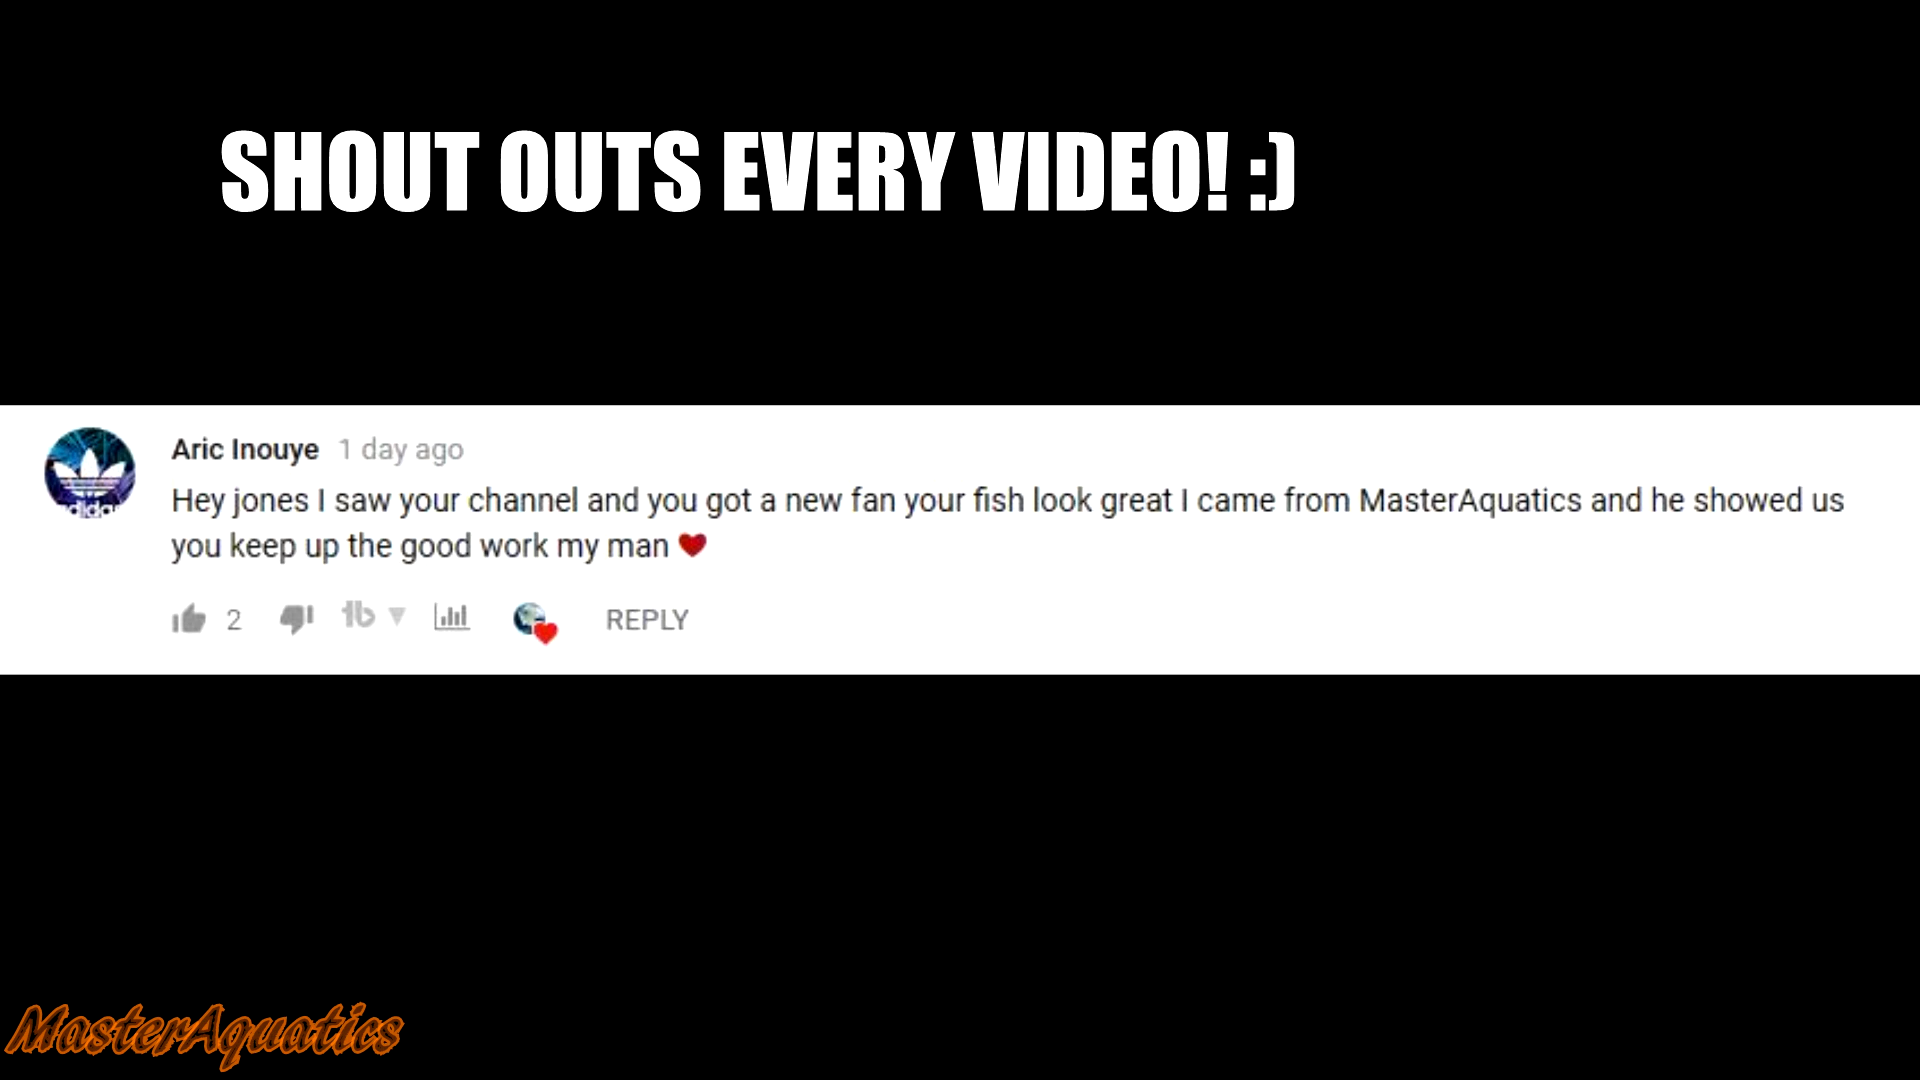 SHOUT OUTS EVERY VIDEO! :)
Aric Inouye 1 day ago
Hey jones I saw your channel and you got a new fan your fish look great I came from MasterAquatics and he showed us
you keep up the good work my man ❤
2 tb REPLY
adidas
MasterAquatics